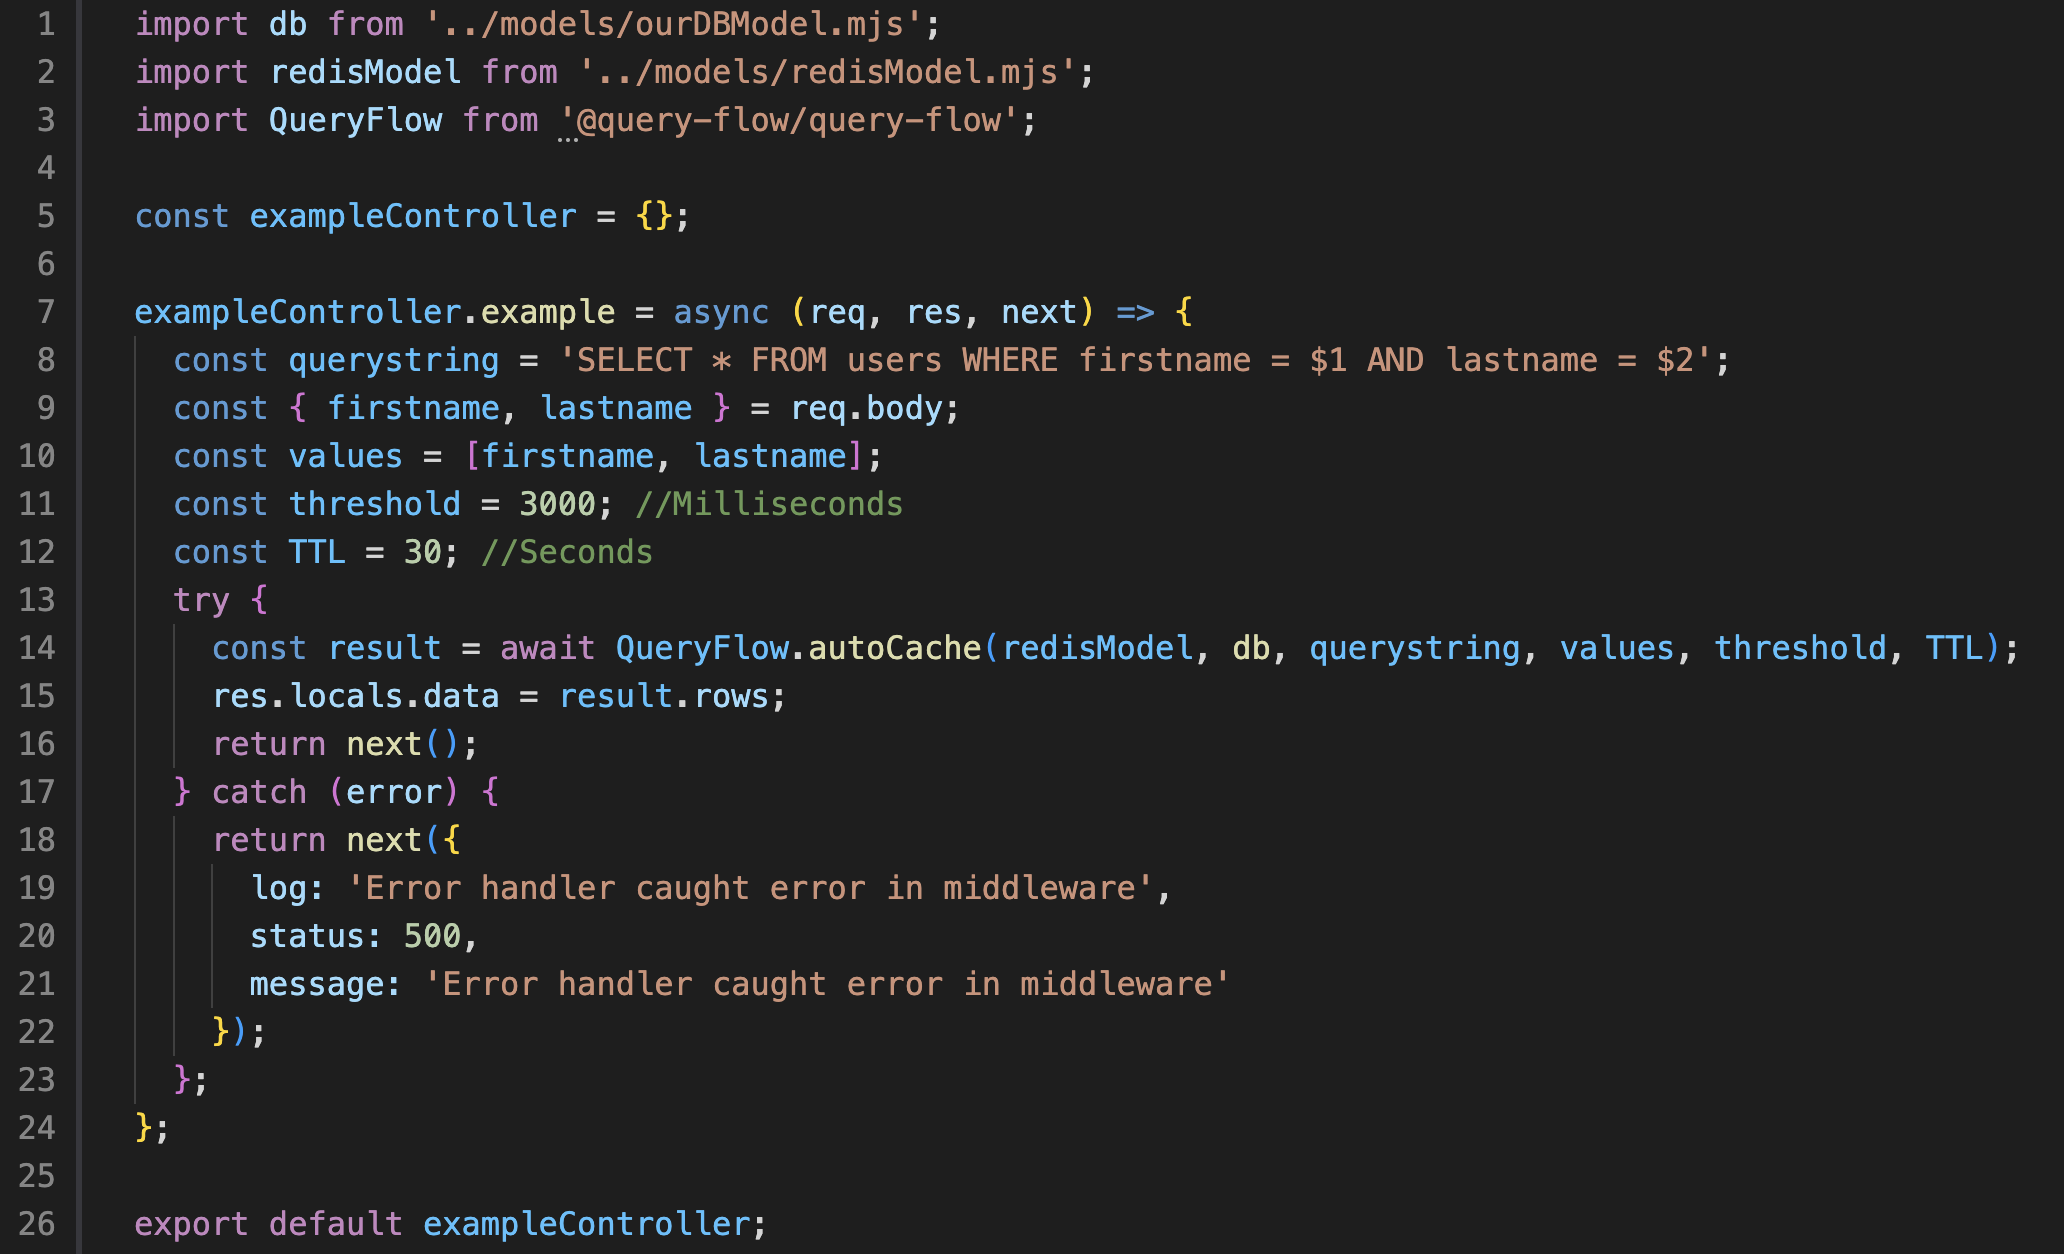 1 import db from '../models/ourDBModel.mjs';
2 import redisModel from '../models/redisModel.mjs';
3 import QueryFlow from '@query-flow/query-flow';
4
5 const exampleController = {};
6
7 exampleController.example = async (req, res, next) => {
8   const querystring = 'SELECT * FROM users WHERE firstname = $1 AND lastname = $2';
9   const { firstname, lastname } = req.body;
10   const values = [firstname, lastname];
11   const threshold = 3000; //Milliseconds
12   const TTL = 30; //Seconds
13   try {
14     const result = await QueryFlow.autoCache(redisModel, db, querystring, values, threshold, TTL);
15     res.locals.data = result.rows;
16     return next();
17   } catch (error) {
18     return next({
19       log: 'Error handler caught error in middleware',
20       status: 500,
21       message: 'Error handler caught error in middleware'
22     });
23   };
24 };
25
26 export default exampleController;